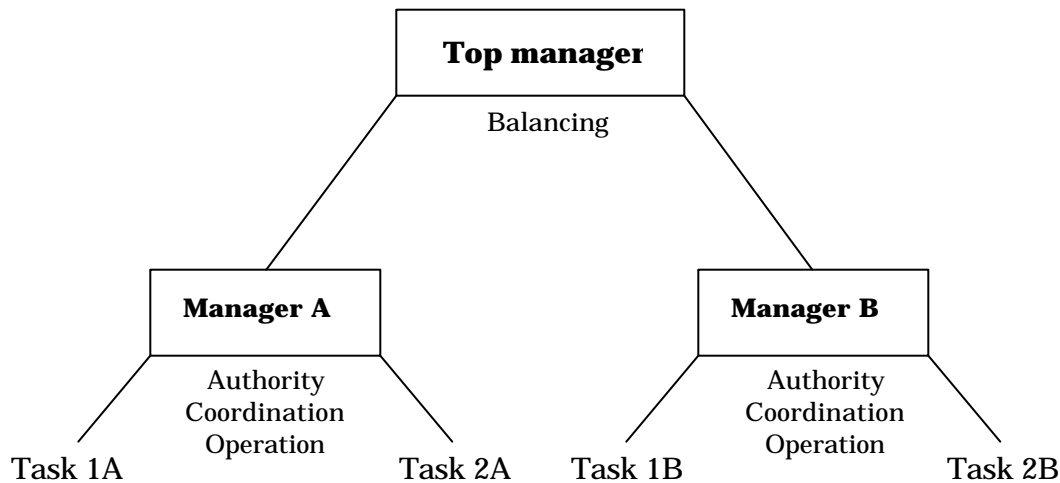 Top manager
Balancing
Manager A
Manager B
Authority
Coordination
Operation
Authority
Coordination
Operation
Task 1A
Task 2A
Task 1B
Task 2B